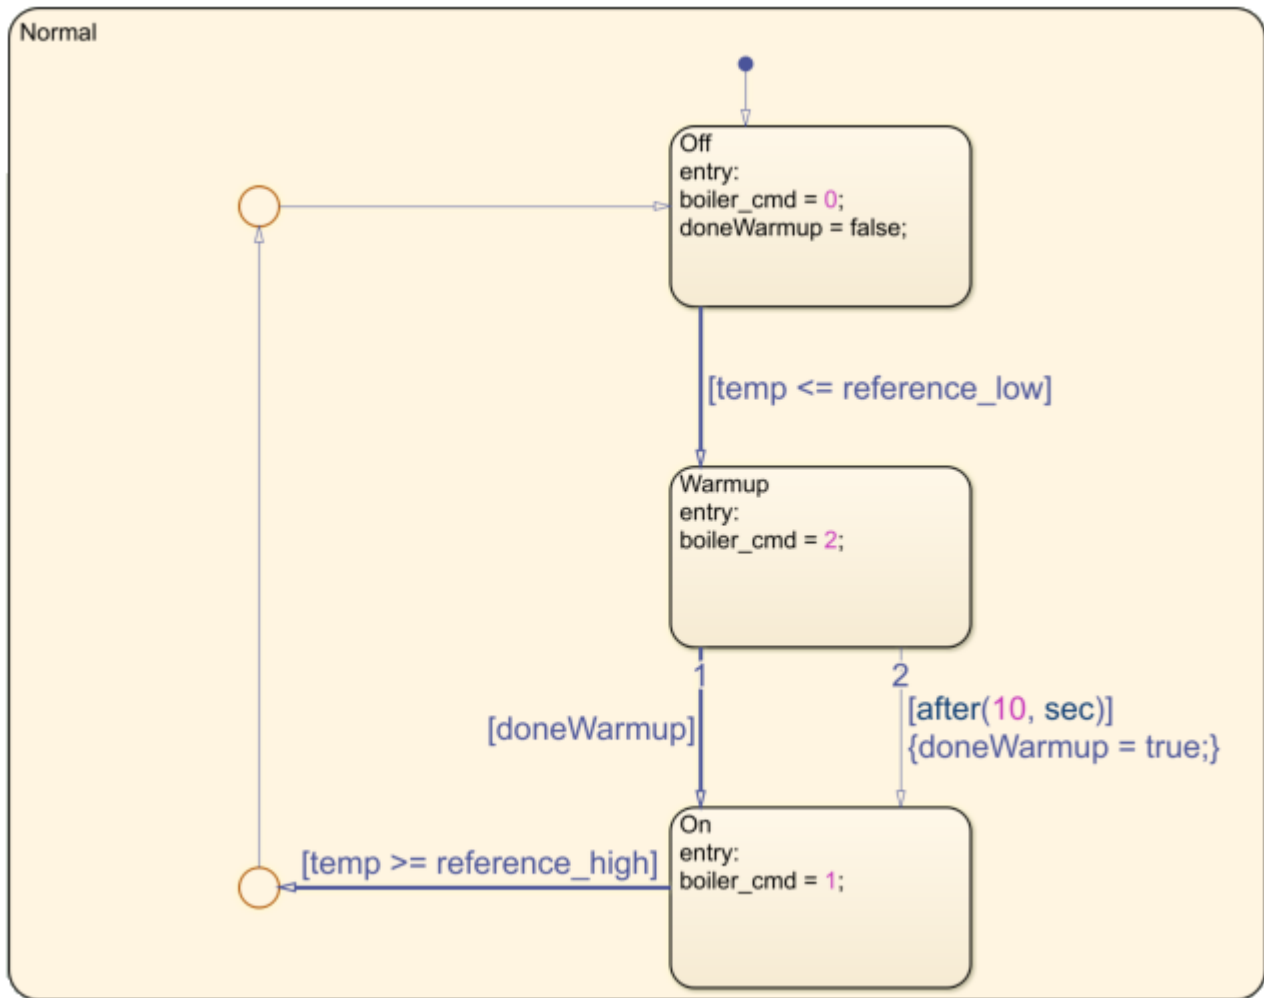 Normal
Off
entry:
boiler_cmd = 0;
doneWarmup = false;
[temp <= reference_low]
Warmup
entry:
boiler_cmd = 2;
1
2
[doneWarmup]
[after(10, sec)]
{doneWarmup = true;}
On
entry:
boiler_cmd = 1;
[temp >= reference_high]